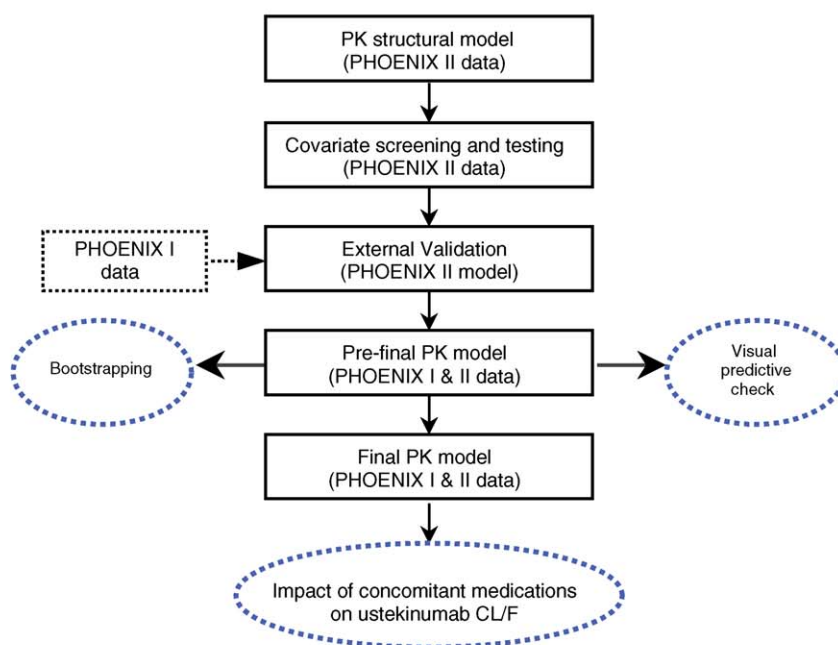 PK structural model
(PHOENIX II data)
Covariate screening and testing
(PHOENIX II data)
PHOENIX I
data
External Validation
(PHOENIX II model)
Bootstrapping
Pre-final PK model
(PHOENIX I & II data)
Visual
predictive
check
Final PK model
(PHOENIX I & II data)
Impact of concomitant medications
on ustekinumab CL/F